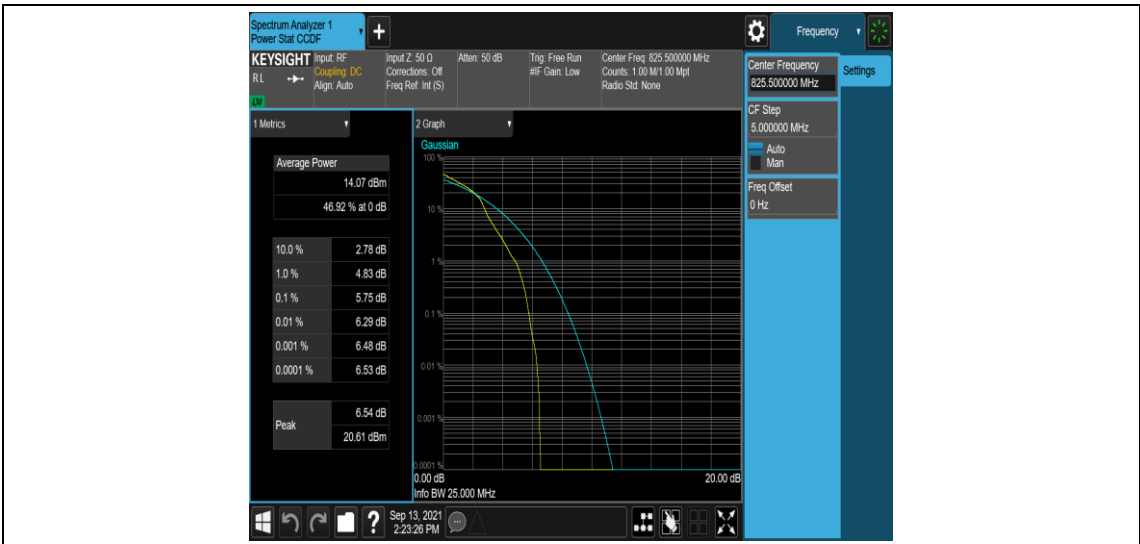 Spectrum Analyzer 1
Power Stat CCDF
+
Frequency
KEYSIGHT
Input: RF
Coupling: DC
Align: Auto
RL
LXI
Input Z: 50 Ω
Corrections: Off
Freq Ref: Int (S)
Atten: 50 dB
Trig: Free Run
#IF Gain: Low
Center Freq: 825.500000 MHz
Counts: 1.00 M/1.00 Mpt
Radio Std: None
Center Frequency
825.500000 MHz
Settings
CF Step
5.000000 MHz
Auto
Man
Freq Offset
0 Hz
1 Metrics
Average Power
14.07 dBm
46.92 % at 0 dB
10.0 % 2.78 dB
1.0 % 4.83 dB
0.1 % 5.75 dB
0.01 % 6.29 dB
0.001 % 6.48 dB
0.0001 % 6.53 dB
Peak
6.54 dB
20.61 dBm
2 Graph
Gaussian
100 %
10 %
1 %
0.1 %
0.01 %
0.001 %
0.0001 %
0.00 dB
20.00 dB
Info BW 25.000 MHz
?
Sep 13, 2021
2:23:26 PM